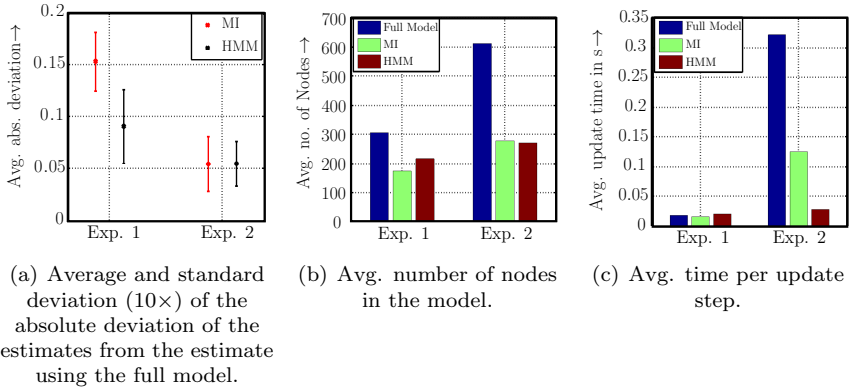 Avg. abs. deviation→
0.2
0.15
0.1
0.05
0
MI
HMM
Exp. 1
Exp. 2
(a) Average and standard
deviation (10×) of the
absolute deviation of the
estimates from the estimate
using the full model.
Avg. no. of Nodes→
700
600
500
400
300
200
100
0
Full Model
MI
HMM
Exp. 1
Exp. 2
(b) Avg. number of nodes
in the model.
Avg. update time in s→
0.35
0.3
0.25
0.2
0.15
0.1
0.05
0
Full Model
MI
HMM
Exp. 1
Exp. 2
(c) Avg. time per update
step.